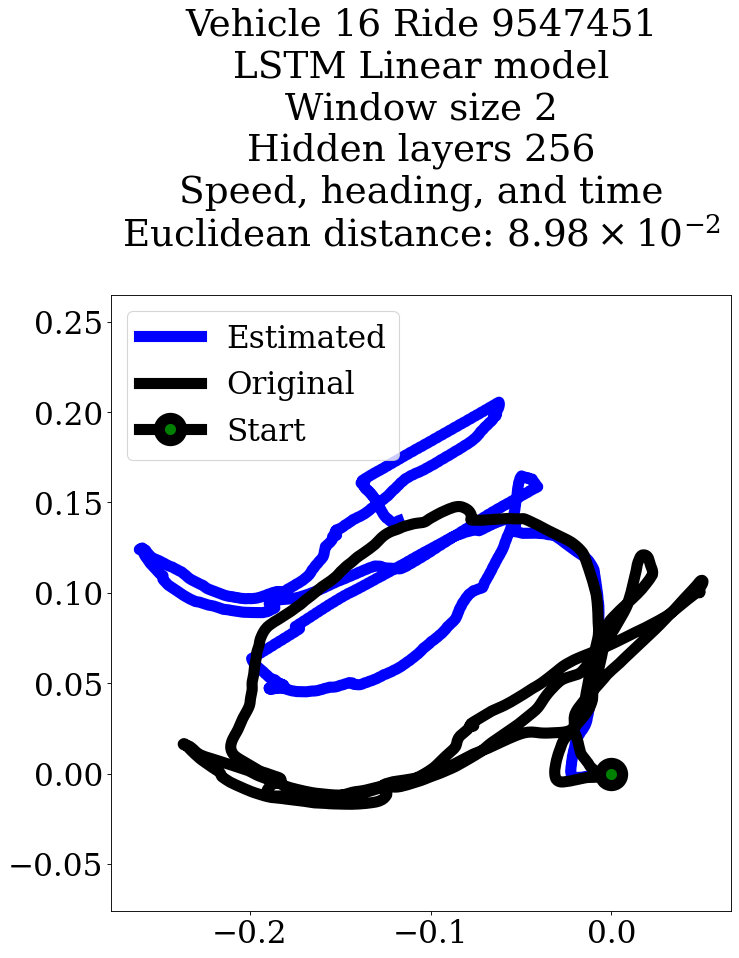 Vehicle 16 Ride 9547451
LSTM Linear model
Window size 2
Hidden layers 256
Speed, heading, and time
Euclidean distance: 8.98 × 10⁻²
Estimated
Original
Start
0.25
0.20
0.15
0.10
0.05
0.00
−0.05
−0.2
−0.1
0.0